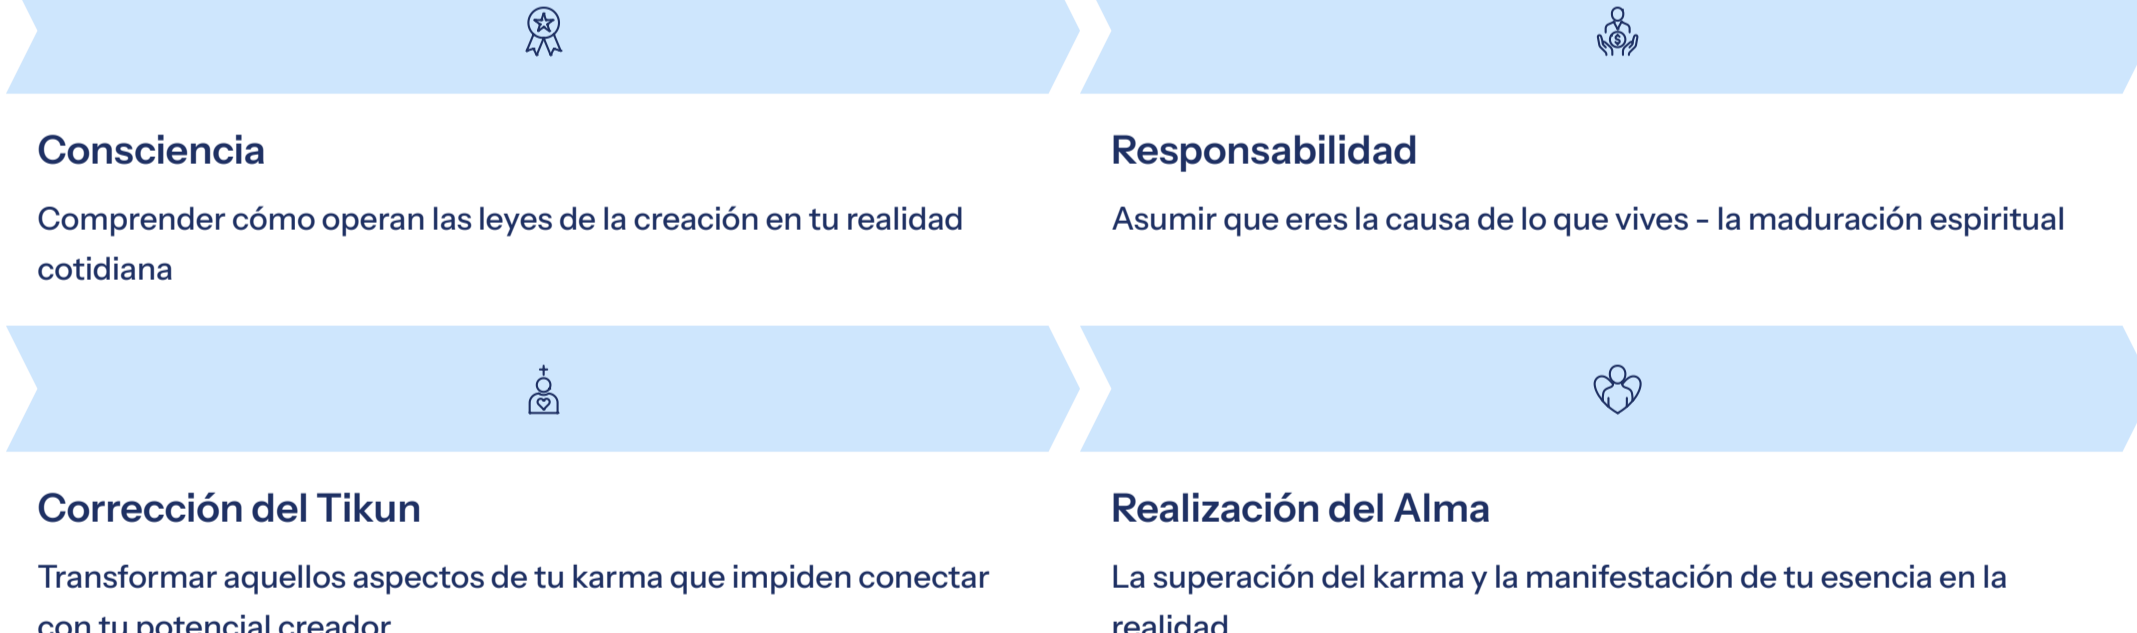 Consciencia
Comprender cómo operan las leyes de la creación en tu realidad
cotidiana
Responsabilidad
Asumir que eres la causa de lo que vives - la maduración espiritual
Corrección del Tikun
Transformar aquellos aspectos de tu karma que impiden conectar
con tu potencial creador
Realización del Alma
La superación del karma y la manifestación de tu esencia en la
realidad